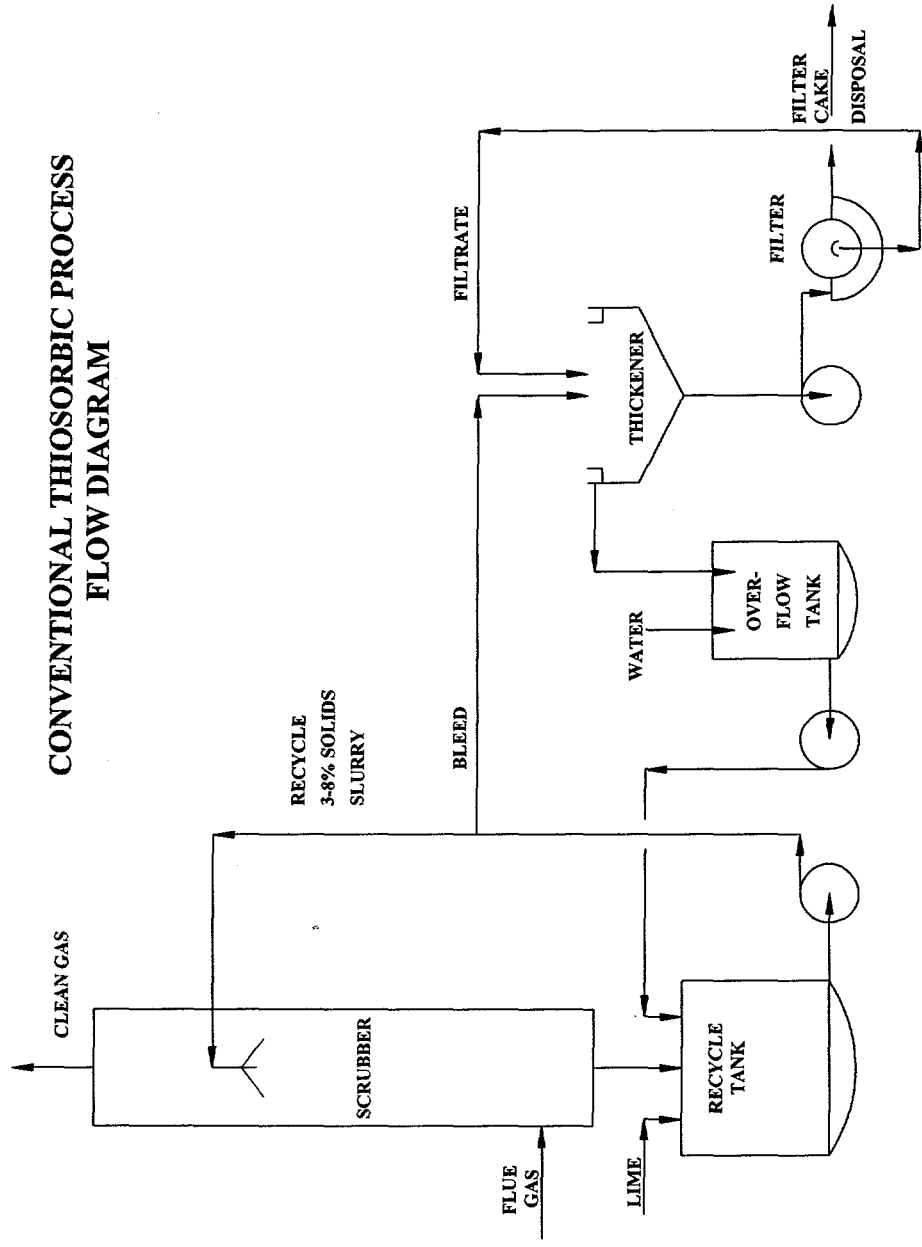 CONVENTIONAL THIOSORBIC PROCESS
FLOW DIAGRAM
CLEAN GAS
RECYCLE
3-8% SOLIDS
SLURRY
SCRUBBER
FLUE
GAS
BLEED
FILTRATE
LIME
RECYCLE
TANK
WATER
OVER-
FLOW
TANK
THICKENER
FILTER
FILTER
CAKE
DISPOSAL